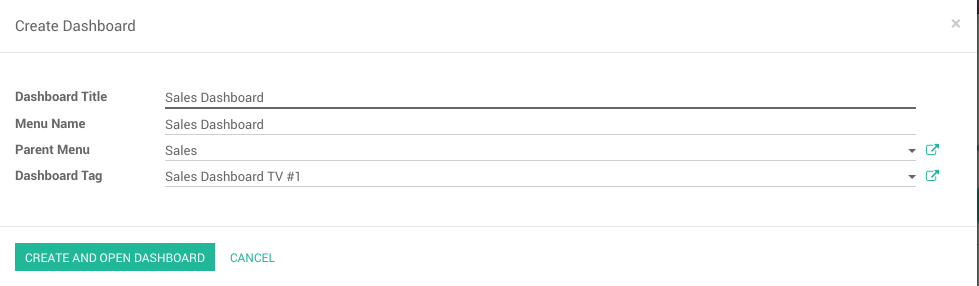 Create Dashboard ×
Dashboard Title Sales Dashboard
Menu Name Sales Dashboard
Parent Menu Sales
Dashboard Tag Sales Dashboard TV #1
CREATE AND OPEN DASHBOARD CANCEL